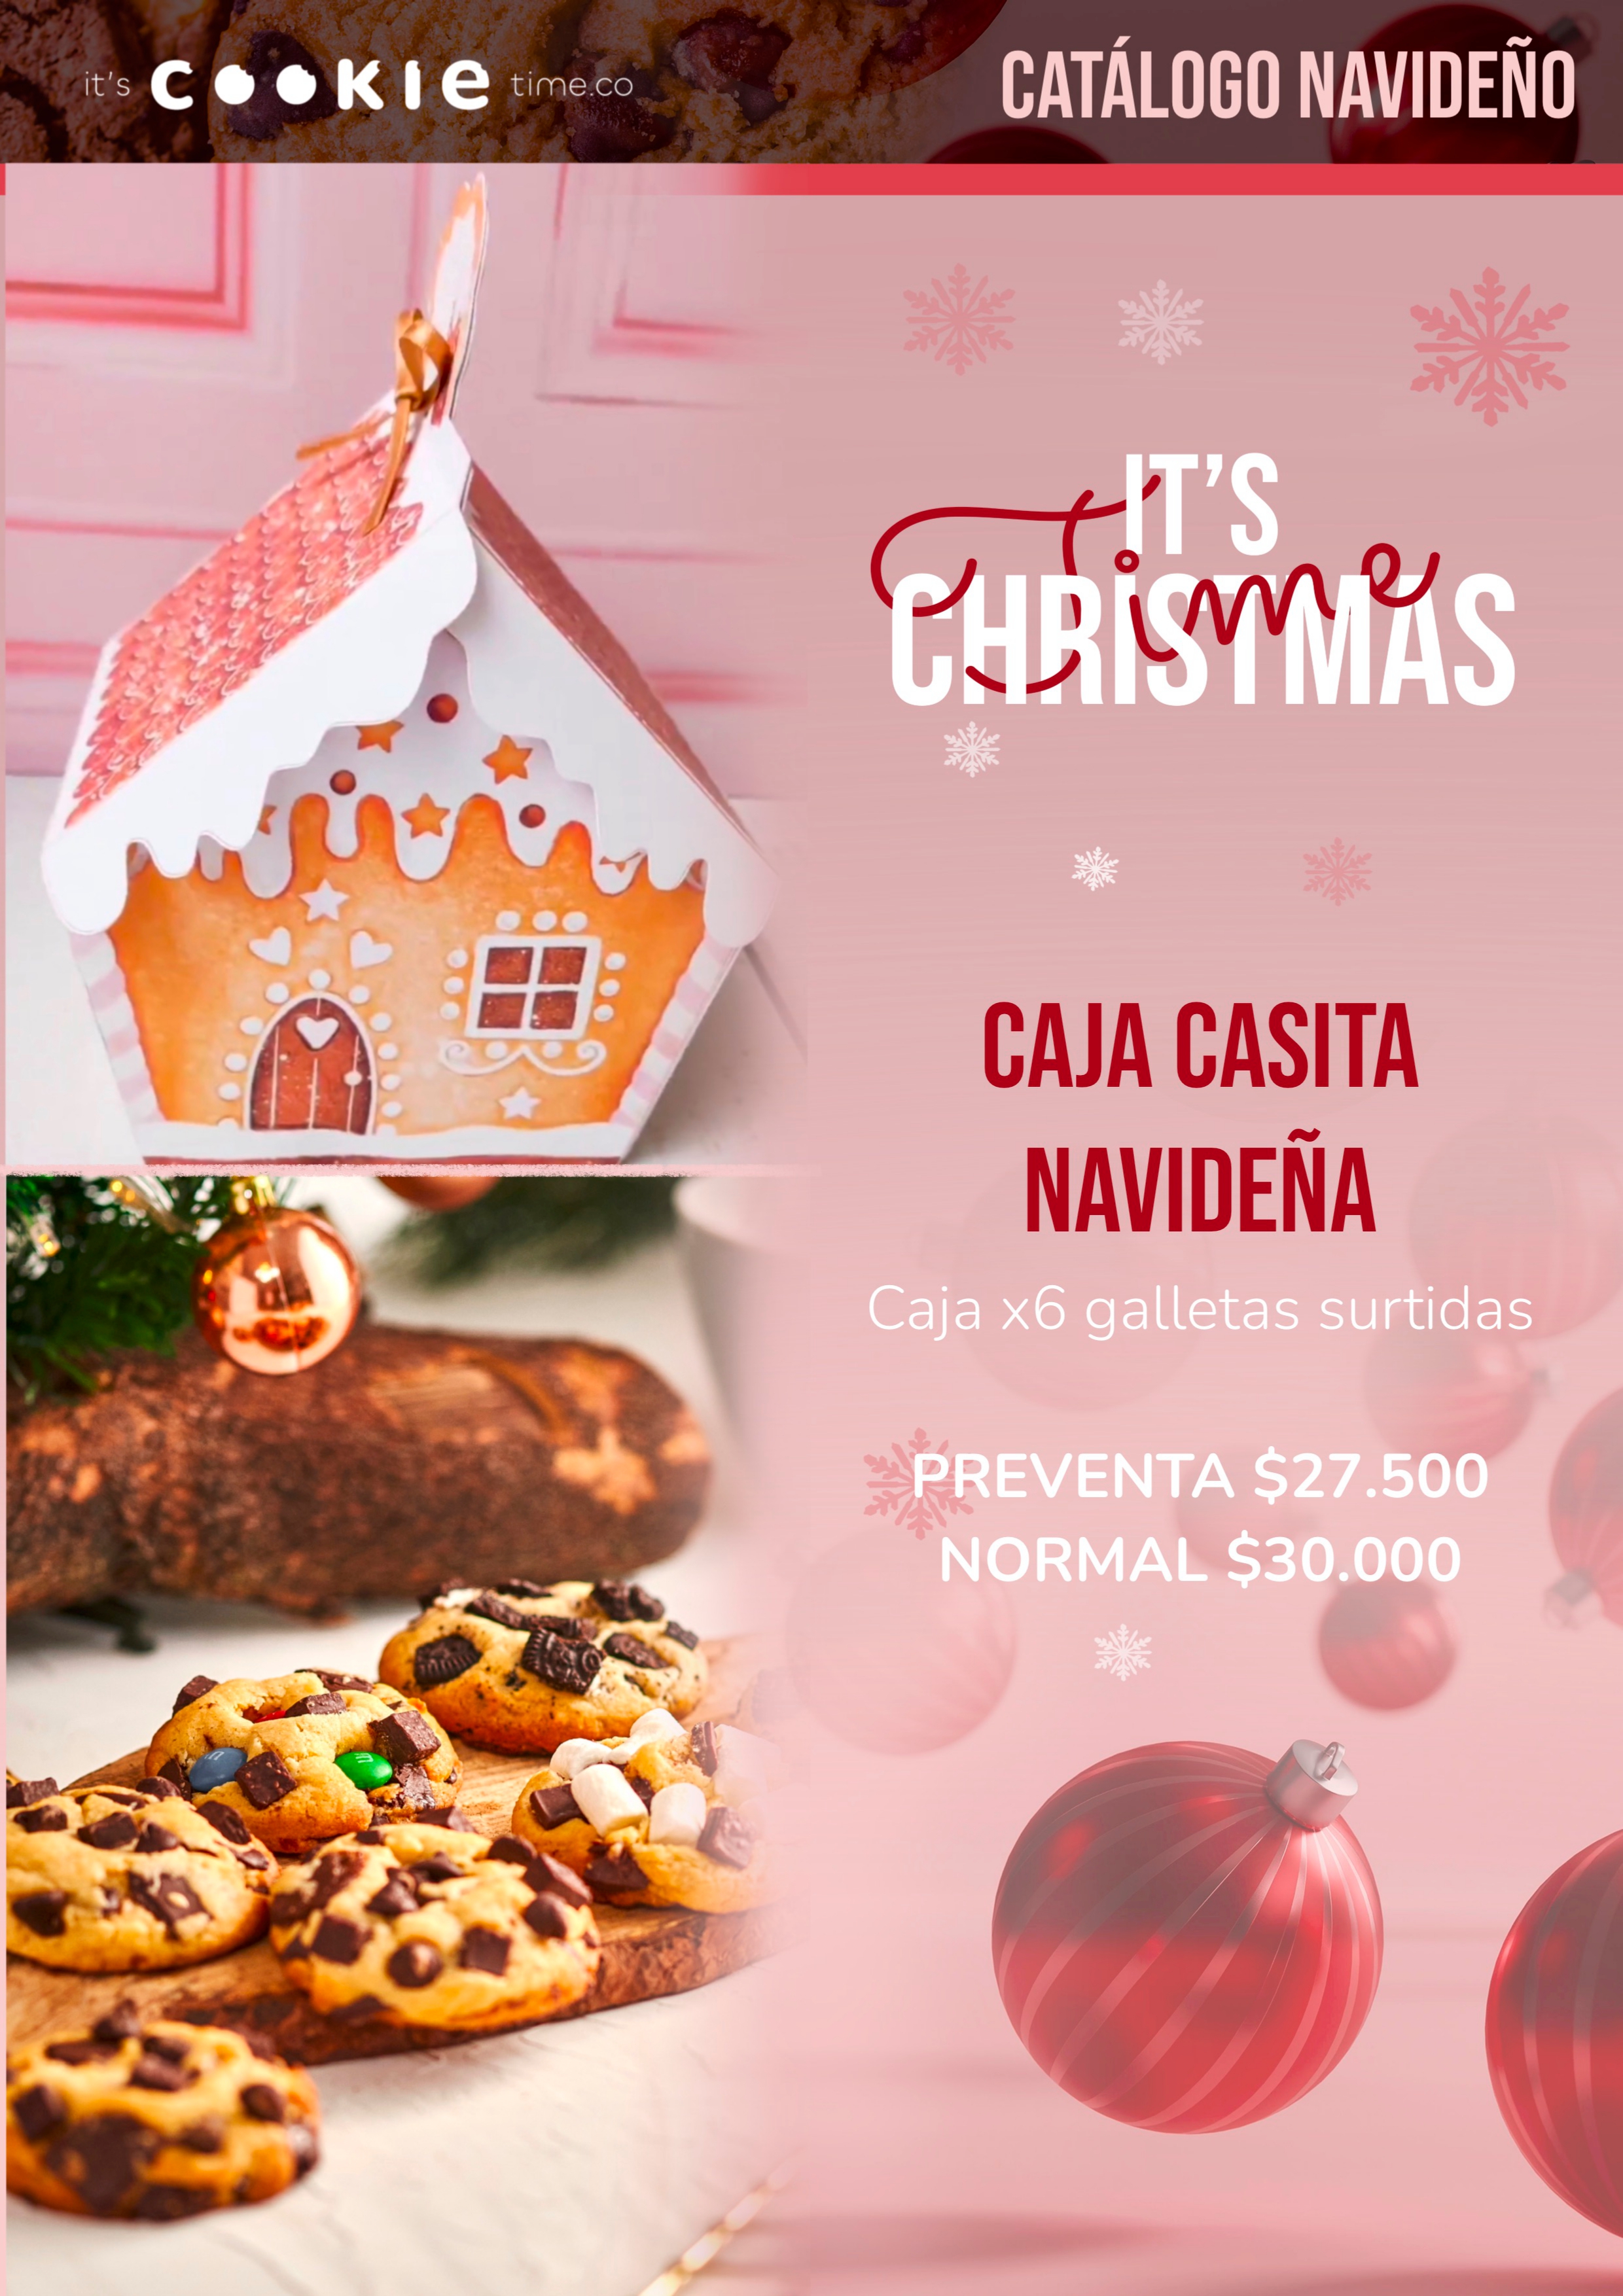 it's COOKIE time.co
CATÁLOGO NAVIDEÑO
IT'S
Time
CHRISTMAS
CAJA CASITA
NAVIDEÑA
Caja x6 galletas surtidas
PREVENTA $27.500
NORMAL $30.000